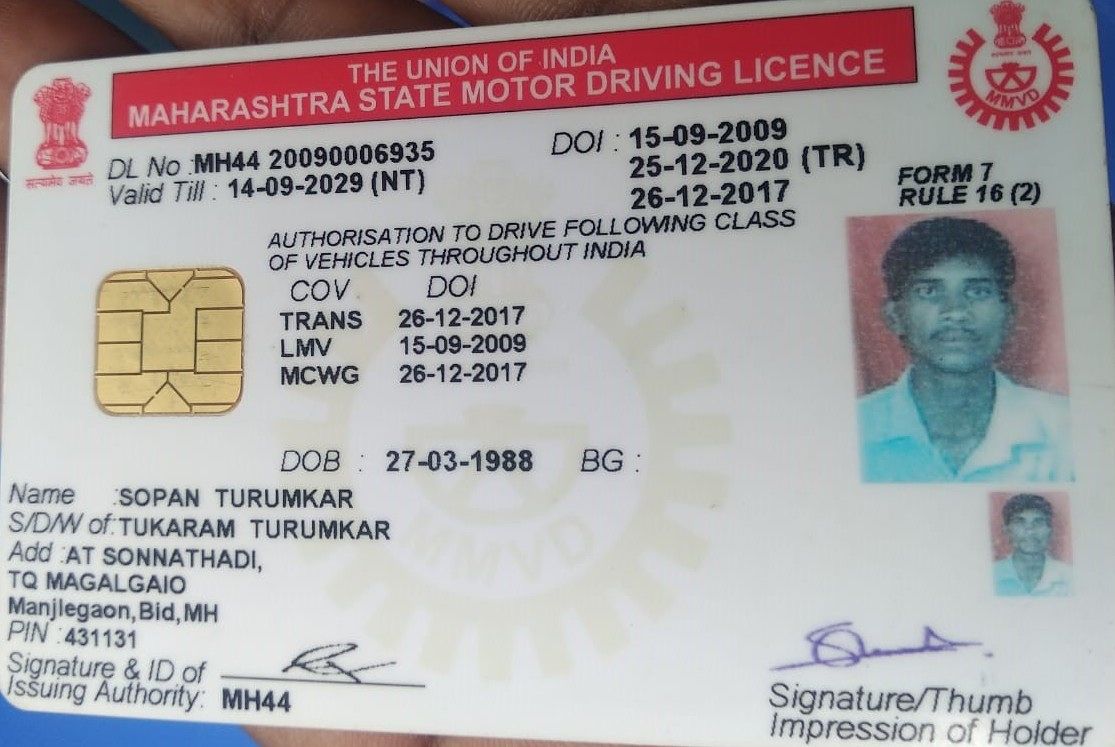 THE UNION OF INDIA
MAHARASHTRA STATE MOTOR DRIVING LICENCE
सत्यमेव जयते
MMVD
DL No : MH44 20090006935
DOI : 15-09-2009
Valid Till : 14-09-2029 (NT)
25-12-2020 (TR)
26-12-2017
FORM 7
RULE 16 (2)
AUTHORISATION TO DRIVE FOLLOWING CLASS
OF VEHICLES THROUGHOUT INDIA
COV DOI
TRANS 26-12-2017
LMV 15-09-2009
MCWG 26-12-2017
DOB : 27-03-1988 BG :
MMVD
Name : SOPAN TURUMKAR
S/D/W of: TUKARAM TURUMKAR
Add : AT SONNATHADI,
TQ MAGALGAIO
Manjlegaon,Bid,MH
PIN : 431131
Signature & ID of
Issuing Authority: MH44
Signature/Thumb
Impression of Holder